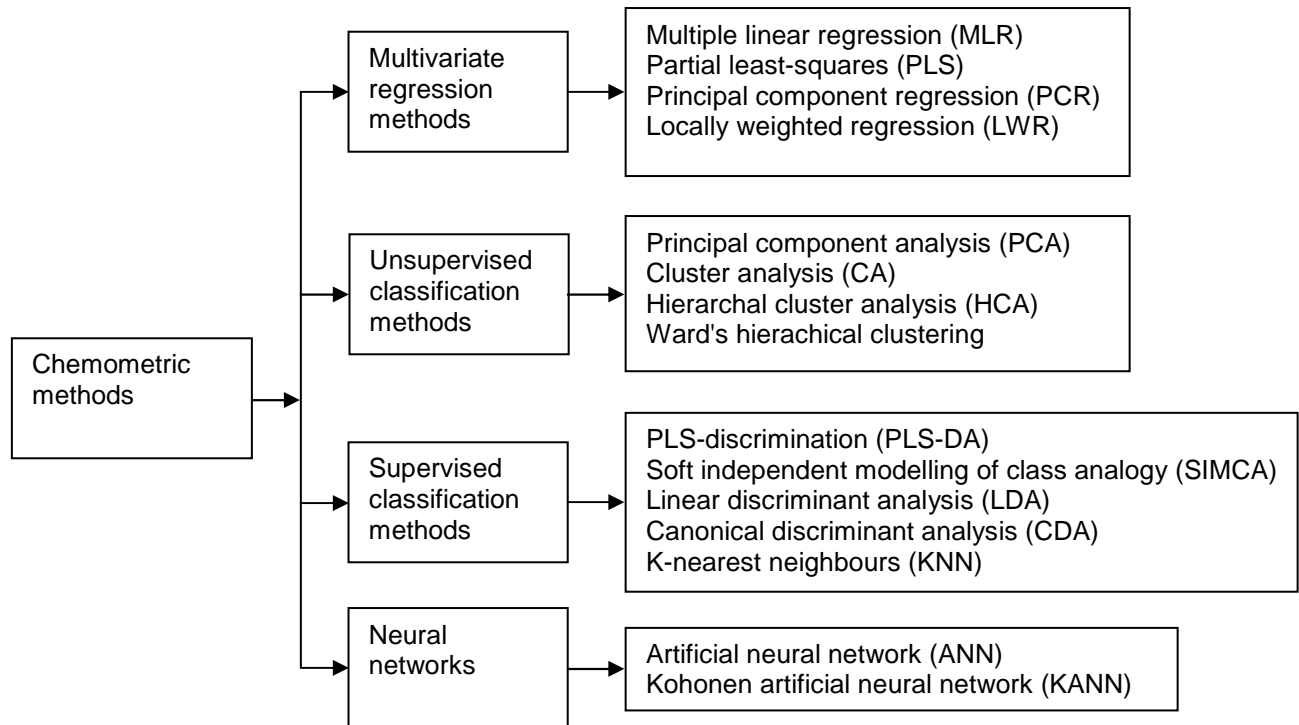 Chemometric
methods
Multivariate
regression
methods
Multiple linear regression (MLR)
Partial least-squares (PLS)
Principal component regression (PCR)
Locally weighted regression (LWR)
Unsupervised
classification
methods
Principal component analysis (PCA)
Cluster analysis (CA)
Hierarchal cluster analysis (HCA)
Ward's hierachical clustering
Supervised
classification
methods
PLS-discrimination (PLS-DA)
Soft independent modelling of class analogy (SIMCA)
Linear discriminant analysis (LDA)
Canonical discriminant analysis (CDA)
K-nearest neighbours (KNN)
Neural
networks
Artificial neural network (ANN)
Kohonen artificial neural network (KANN)